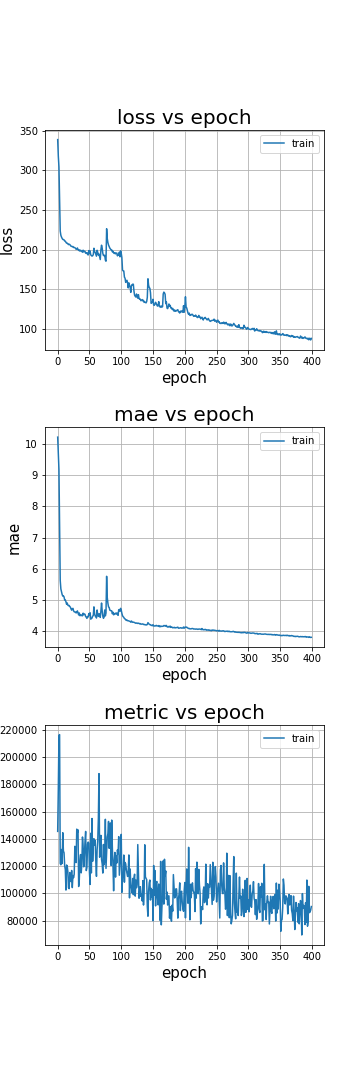 loss vs epoch
350
300
250
200
150
100
loss
train
0 50 100 150 200 250 300 350 400
epoch
mae vs epoch
10
9
8
7
6
5
4
mae
train
0 50 100 150 200 250 300 350 400
epoch
metric vs epoch
220000
200000
180000
160000
140000
120000
100000
80000
train
0 50 100 150 200 250 300 350 400
epoch